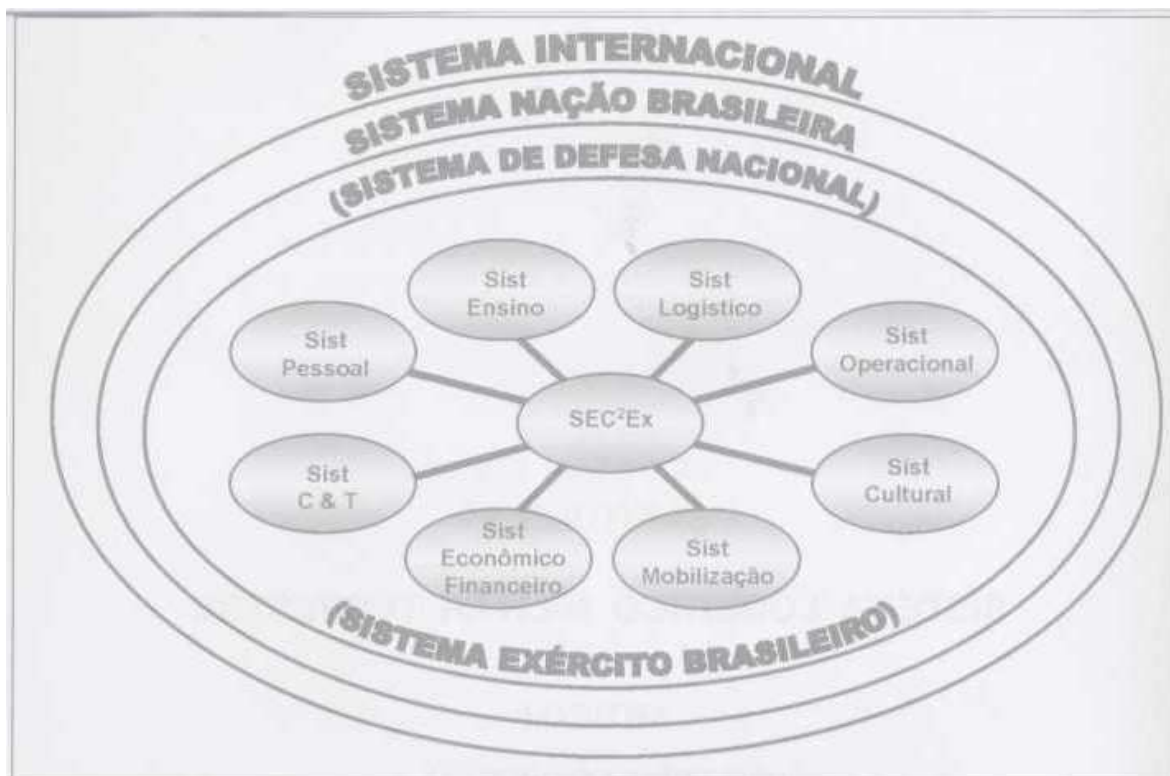 SISTEMA INTERNACIONAL
SISTEMA NAÇÃO BRASILEIRA
(SISTEMA DE DEFESA NACIONAL)
Sist
Ensino
Sist
Logístico
Sist
Pessoal
Sist
Operacional
SEC²Ex
Sist
C & T
Sist
Cultural
Sist
Econômico
Financeiro
Sist
Mobilização
(SISTEMA EXÉRCITO BRASILEIRO)